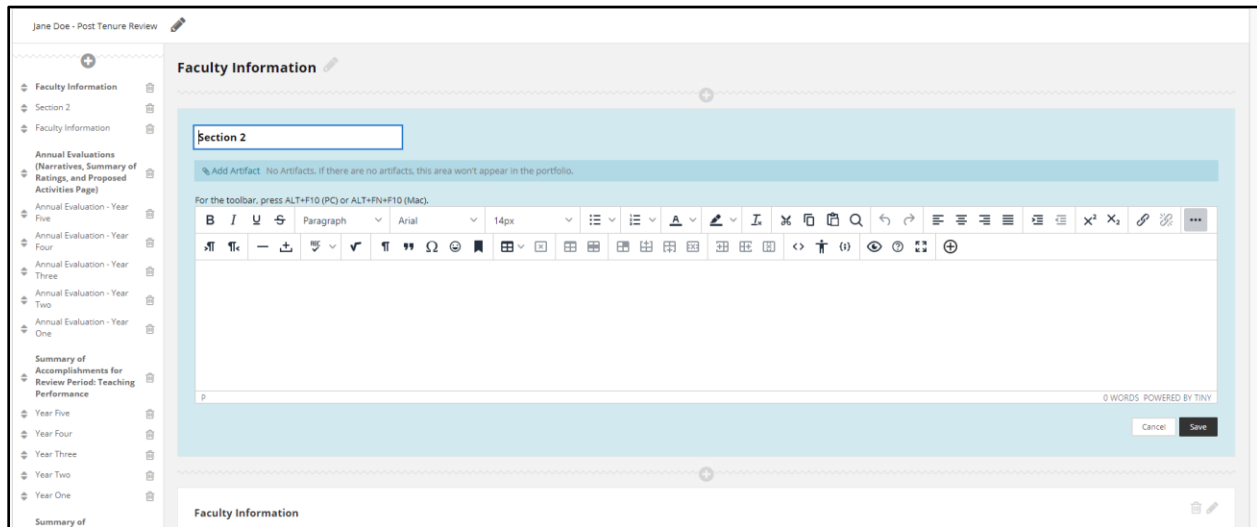 Jane Doe - Post Tenure Review
Faculty Information
Section 2
Faculty Information
Annual Evaluations
(Narratives, Summary of
Ratings, and Proposed
Activities Page)
Annual Evaluation - Year
Five
Annual Evaluation - Year
Four
Annual Evaluation - Year
Three
Annual Evaluation - Year
Two
Annual Evaluation - Year
One
Summary of
Accomplishments for
Review Period: Teaching
Performance
Year Five
Year Four
Year Three
Year Two
Year One
Summary of
Faculty Information
Section 2
Add Artifact No Artifacts. If there are no artifacts, this area won't appear in the portfolio.
For the toolbar, press ALT+F10 (PC) or ALT+FN+F10 (Mac).
B I U S Paragraph Arial 14px A
P 0 WORDS POWERED BY TINY
Cancel Save
Faculty Information